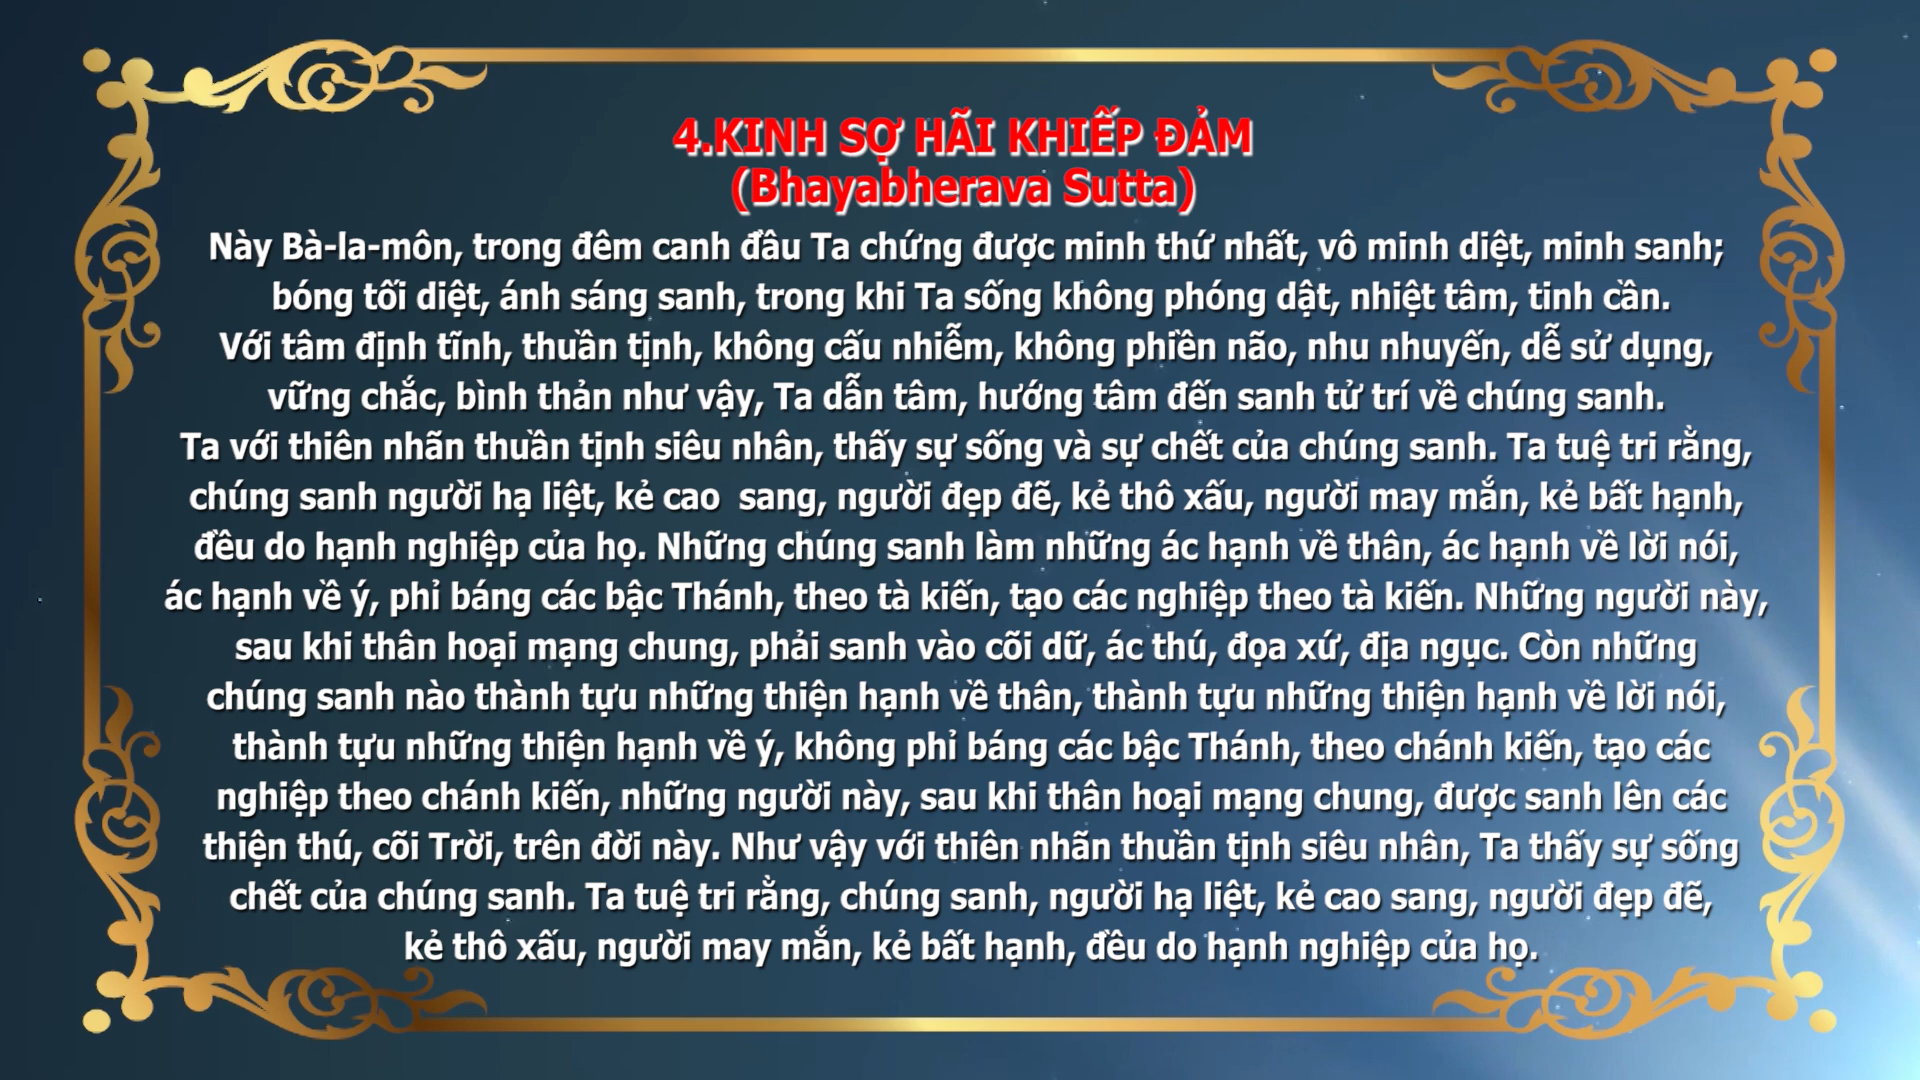 4.KINH SỢ HÃI KHIẾP ĐẢM
(Bhayabherava Sutta)
Này Bà-la-môn, trong đêm canh đầu Ta chứng được minh thứ nhất, vô minh diệt, minh sanh;
bóng tối diệt, ánh sáng sanh, trong khi Ta sống không phóng dật, nhiệt tâm, tinh cần.
Với tâm định tĩnh, thuần tịnh, không cấu nhiễm, không phiền não, nhu nhuyến, dễ sử dụng,
vững chắc, bình thản như vậy, Ta dẫn tâm, hướng tâm đến sanh tử trí về chúng sanh.
Ta với thiên nhãn thuần tịnh siêu nhân, thấy sự sống và sự chết của chúng sanh. Ta tuệ tri rằng,
chúng sanh người hạ liệt, kẻ cao  sang, người đẹp đẽ, kẻ thô xấu, người may mắn, kẻ bất hạnh,
đều do hạnh nghiệp của họ. Những chúng sanh làm những ác hạnh về thân, ác hạnh về lời nói,
ác hạnh về ý, phỉ báng các bậc Thánh, theo tà kiến, tạo các nghiệp theo tà kiến. Những người này,
sau khi thân hoại mạng chung, phải sanh vào cõi dữ, ác thú, đọa xứ, địa ngục. Còn những
chúng sanh nào thành tựu những thiện hạnh về thân, thành tựu những thiện hạnh về lời nói,
thành tựu những thiện hạnh về ý, không phỉ báng các bậc Thánh, theo chánh kiến, tạo các
nghiệp theo chánh kiến, những người này, sau khi thân hoại mạng chung, được sanh lên các
thiện thú, cõi Trời, trên đời này. Như vậy với thiên nhãn thuần tịnh siêu nhân, Ta thấy sự sống
chết của chúng sanh. Ta tuệ tri rằng, chúng sanh, người hạ liệt, kẻ cao sang, người đẹp đẽ,
kẻ thô xấu, người may mắn, kẻ bất hạnh, đều do hạnh nghiệp của họ.